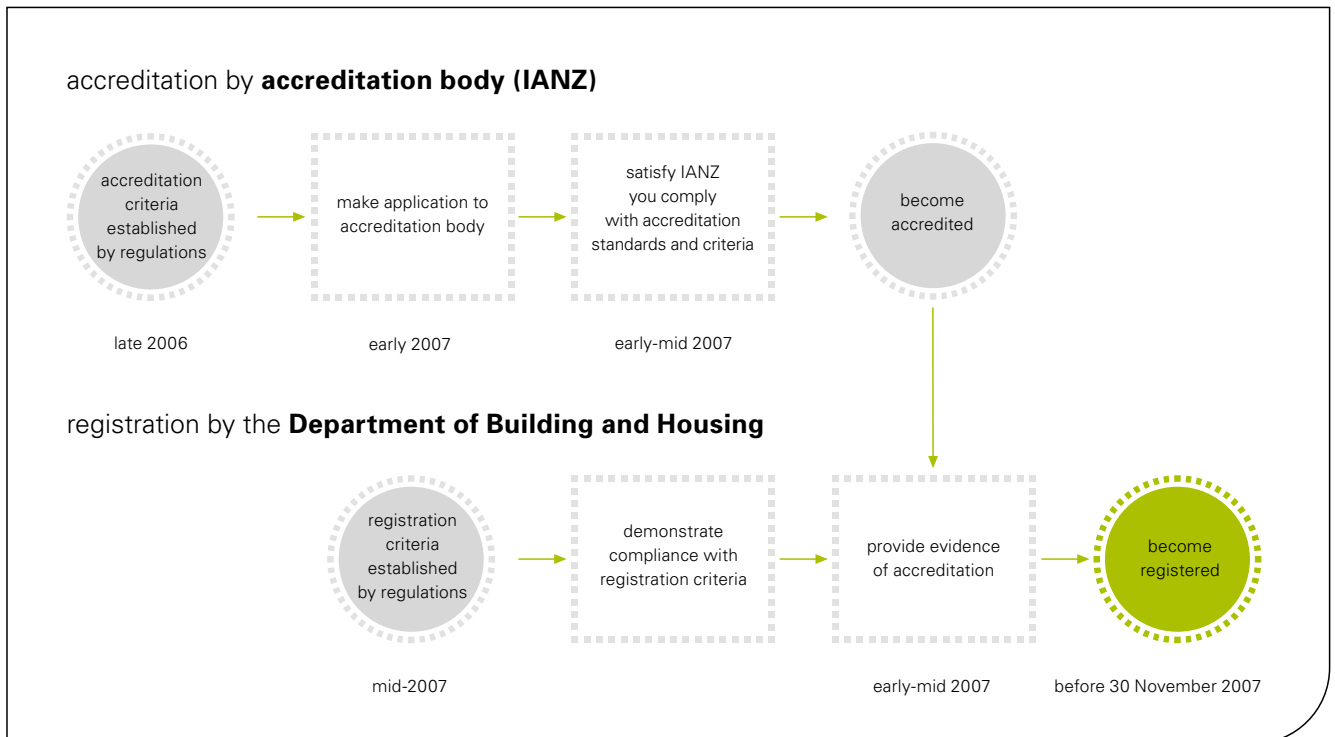 accreditation by accreditation body (IANZ)
accreditation
criteria
established
by regulations
make application to
accreditation body
satisfy IANZ
you comply
with accreditation
standards and criteria
become
accredited
late 2006
early 2007
early-mid 2007
registration by the Department of Building and Housing
registration
criteria
established
by regulations
demonstrate
compliance with
registration criteria
provide evidence
of accreditation
become
registered
mid-2007
early-mid 2007
before 30 November 2007